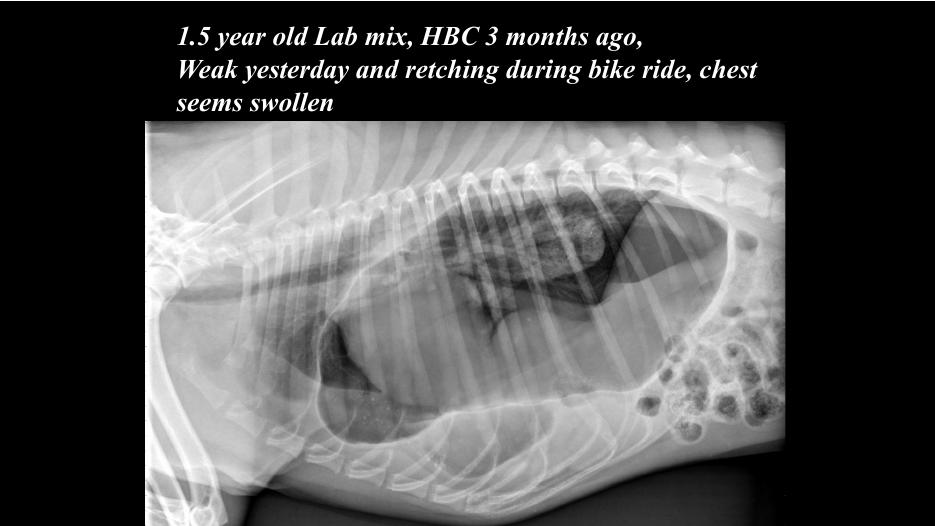 1.5 year old Lab mix, HBC 3 months ago,
Weak yesterday and retching during bike ride, chest
seems swollen